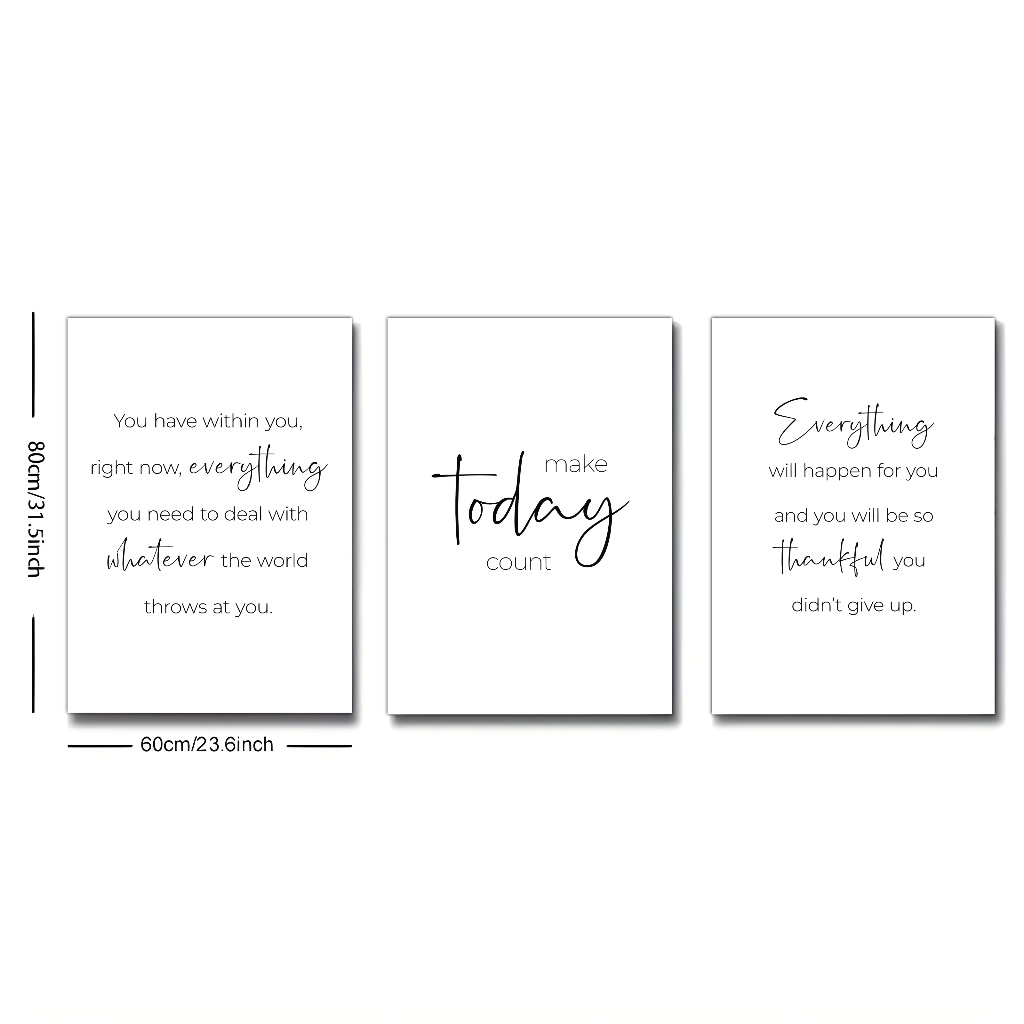 80cm/31.5inch
You have within you,
right now, everything
you need to deal with
whatever the world
throws at you.
make
today
count
Everything
will happen for you
and you will be so
thankful you
didn't give up.
60cm/23.6inch